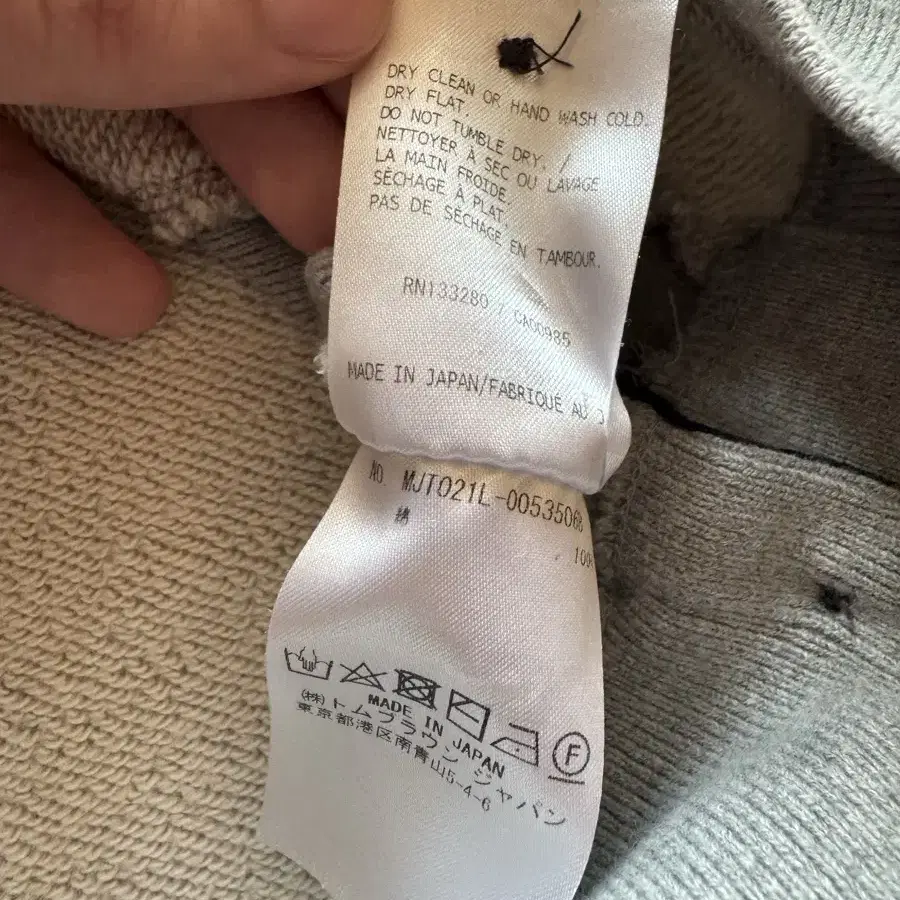 DRY CLEAN OR HAND WASH COLD.
DRY FLAT.
DO NOT TUMBLE DRY. /
NETTOYER À SEC OU LAVAGE
LA MAIN FROIDE.
SÉCHAGE À PLAT.
PAS DE SÉCHAGE EN TAMBOUR.
RN133280 CA00985
MADE IN JAPAN/FABRIQUÉ AU J
NO. MJT021L-00535068
綿 100%
MADE IN JAPAN
(株)トムブラウン ジャパン
東京都港区南青山5-4-6
F